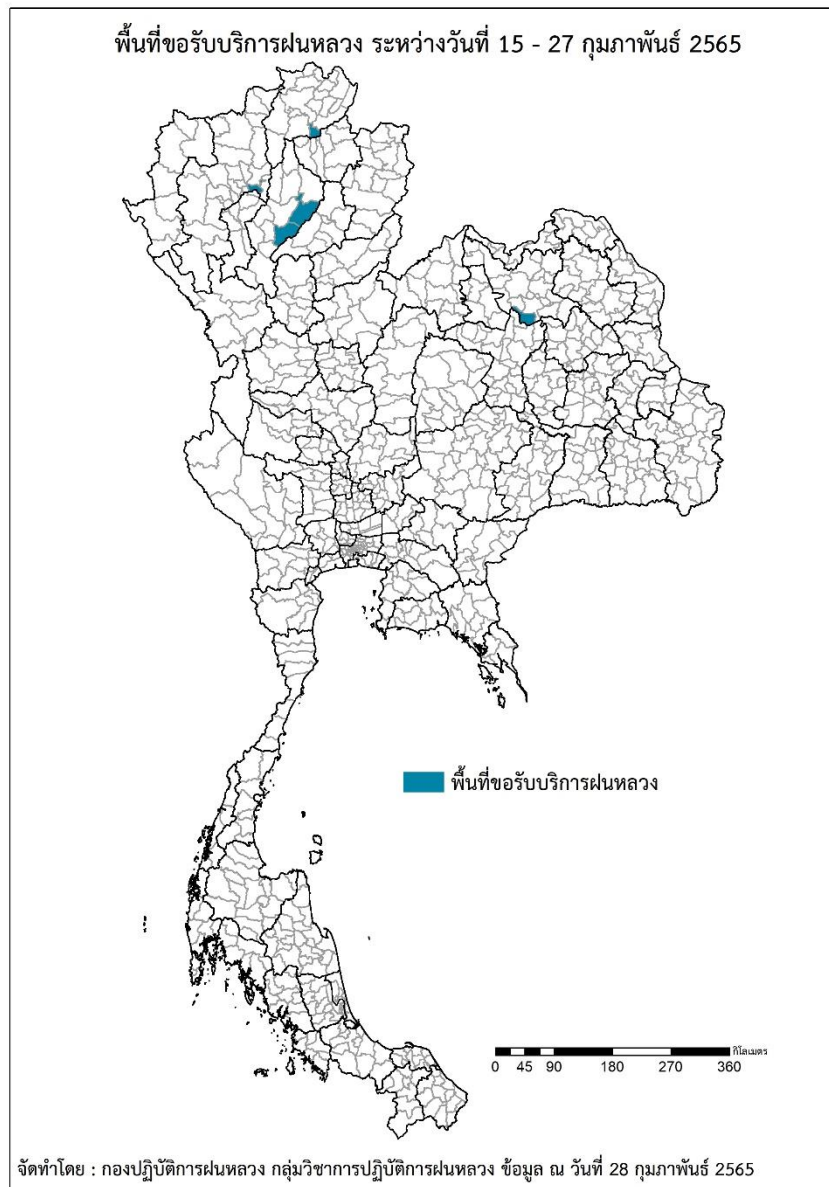 พื้นที่ขอรับบริการฝนหลวง ระหว่างวันที่ 15 - 27 กุมภาพันธ์ 2565
พื้นที่ขอรับบริการฝนหลวง
กิโลเมตร
0 45 90 180 270 360
จัดทำโดย : กองปฏิบัติการฝนหลวง กลุ่มวิชาการปฏิบัติการฝนหลวง ข้อมูล ณ วันที่ 28 กุมภาพันธ์ 2565